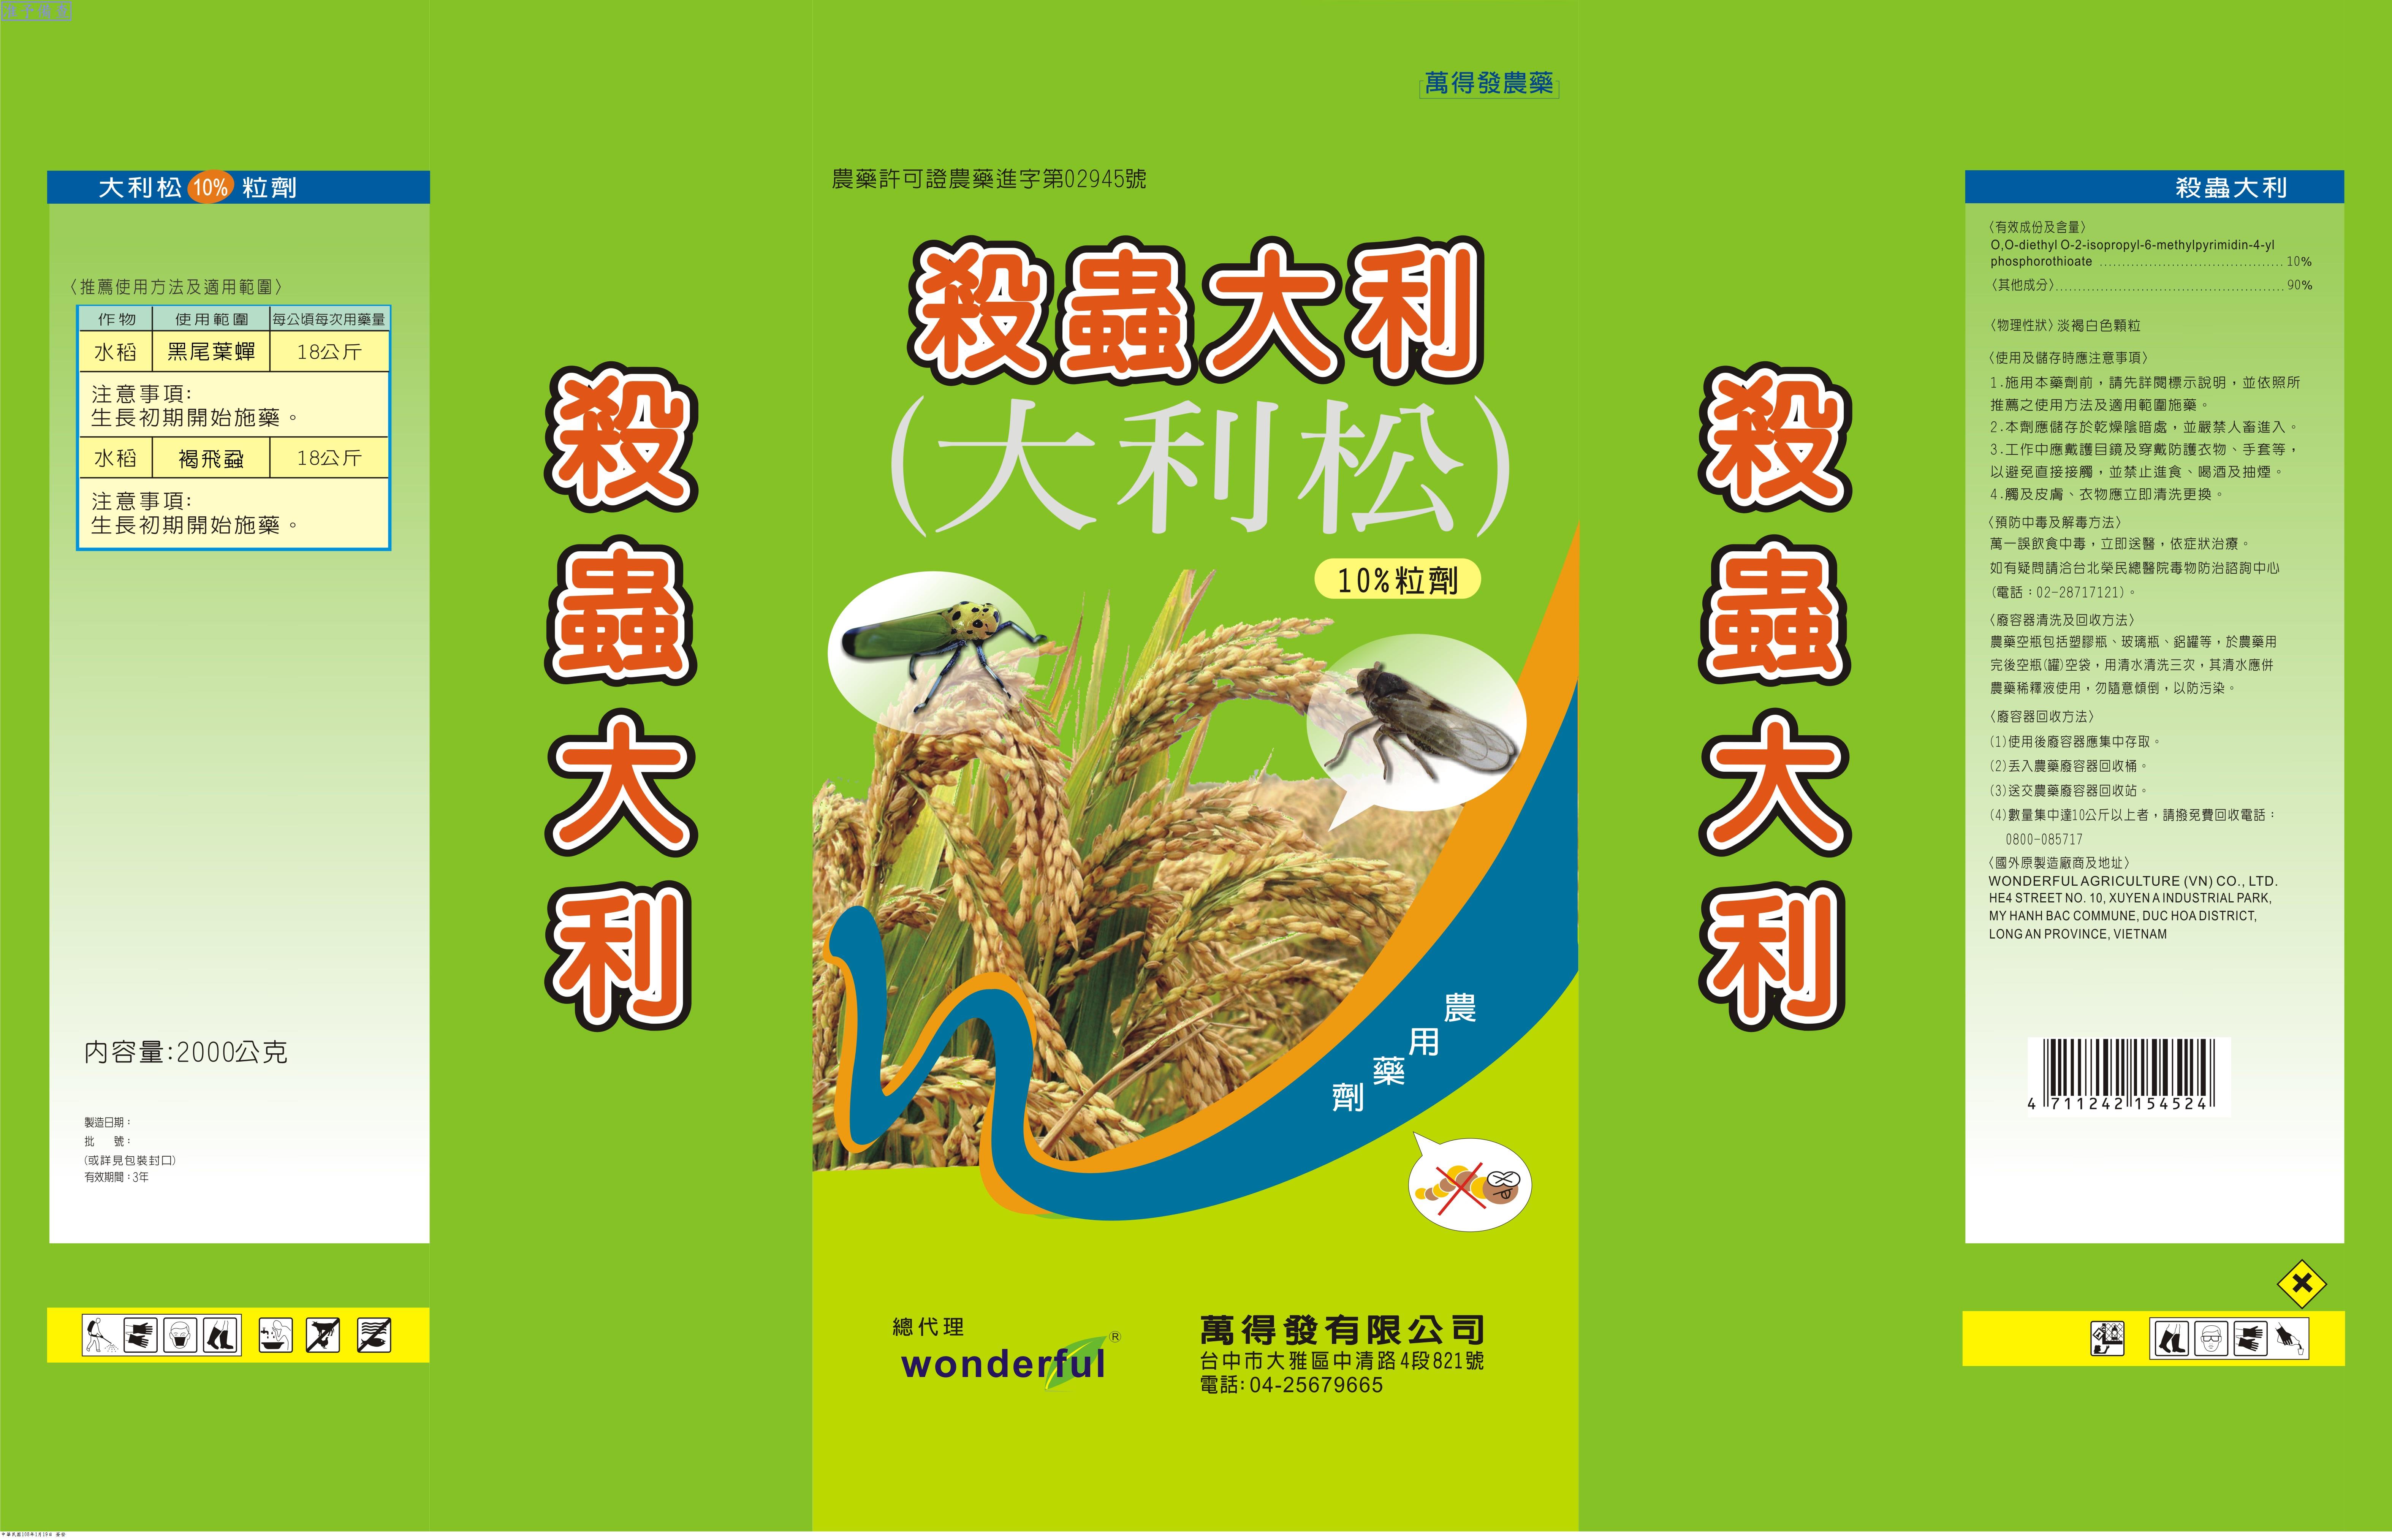 准予備查
大利松 10% 粒劑
〈推薦使用方法及適用範圍〉
作物 使用範圍 每公頃每次用藥量
水稻 黑尾葉蟬 18公斤
注意事項:
生長初期開始施藥。
水稻 褐飛蝨 18公斤
注意事項:
生長初期開始施藥。
內容量:2000公克
製造日期：
批 號：
(或詳見包裝封口)
有效期間：3年
殺蟲大利
萬得發農藥
農藥許可證農藥進字第02945號
殺蟲大利
(大利松)
10%粒劑
農用藥劑
總代理
wonderful®
萬得發有限公司
台中市大雅區中清路4段821號
電話:04-25679665
殺蟲大利
殺蟲大利
〈有效成份及含量〉
O,O-diethyl O-2-isopropyl-6-methylpyrimidin-4-yl
phosphorothioate ........................................ 10%
〈其他成分〉.................................................. 90%
〈物理性狀〉淡褐白色顆粒
〈使用及儲存時應注意事項〉
1.施用本藥劑前，請先詳閱標示說明，並依照所
推薦之使用方法及適用範圍施藥。
2.本劑應儲存於乾燥陰暗處，並嚴禁人畜進入。
3.工作中應戴護目鏡及穿戴防護衣物、手套等，
以避免直接接觸，並禁止進食、喝酒及抽煙。
4.觸及皮膚、衣物應立即清洗更換。
〈預防中毒及解毒方法〉
萬一誤飲食中毒，立即送醫，依症狀治療。
如有疑問請洽台北榮民總醫院毒物防治諮詢中心
(電話：02-28717121)。
〈廢容器清洗及回收方法〉
農藥空瓶包括塑膠瓶、玻璃瓶、鋁罐等，於農藥用
完後空瓶(罐)空袋，用清水清洗三次，其清水應併
農藥稀釋液使用，勿隨意傾倒，以防污染。
〈廢容器回收方法〉
(1)使用後廢容器應集中存取。
(2)丟入農藥廢容器回收桶。
(3)送交農藥廢容器回收站。
(4)數量集中達10公斤以上者，請撥免費回收電話：
0800-085717
〈國外原製造廠商及地址〉
WONDERFUL AGRICULTURE (VN) CO., LTD.
HE4 STREET NO. 10, XUYEN A INDUSTRIAL PARK,
MY HANH BAC COMMUNE, DUC HOA DISTRICT,
LONG AN PROVINCE, VIETNAM
4 711242 154524